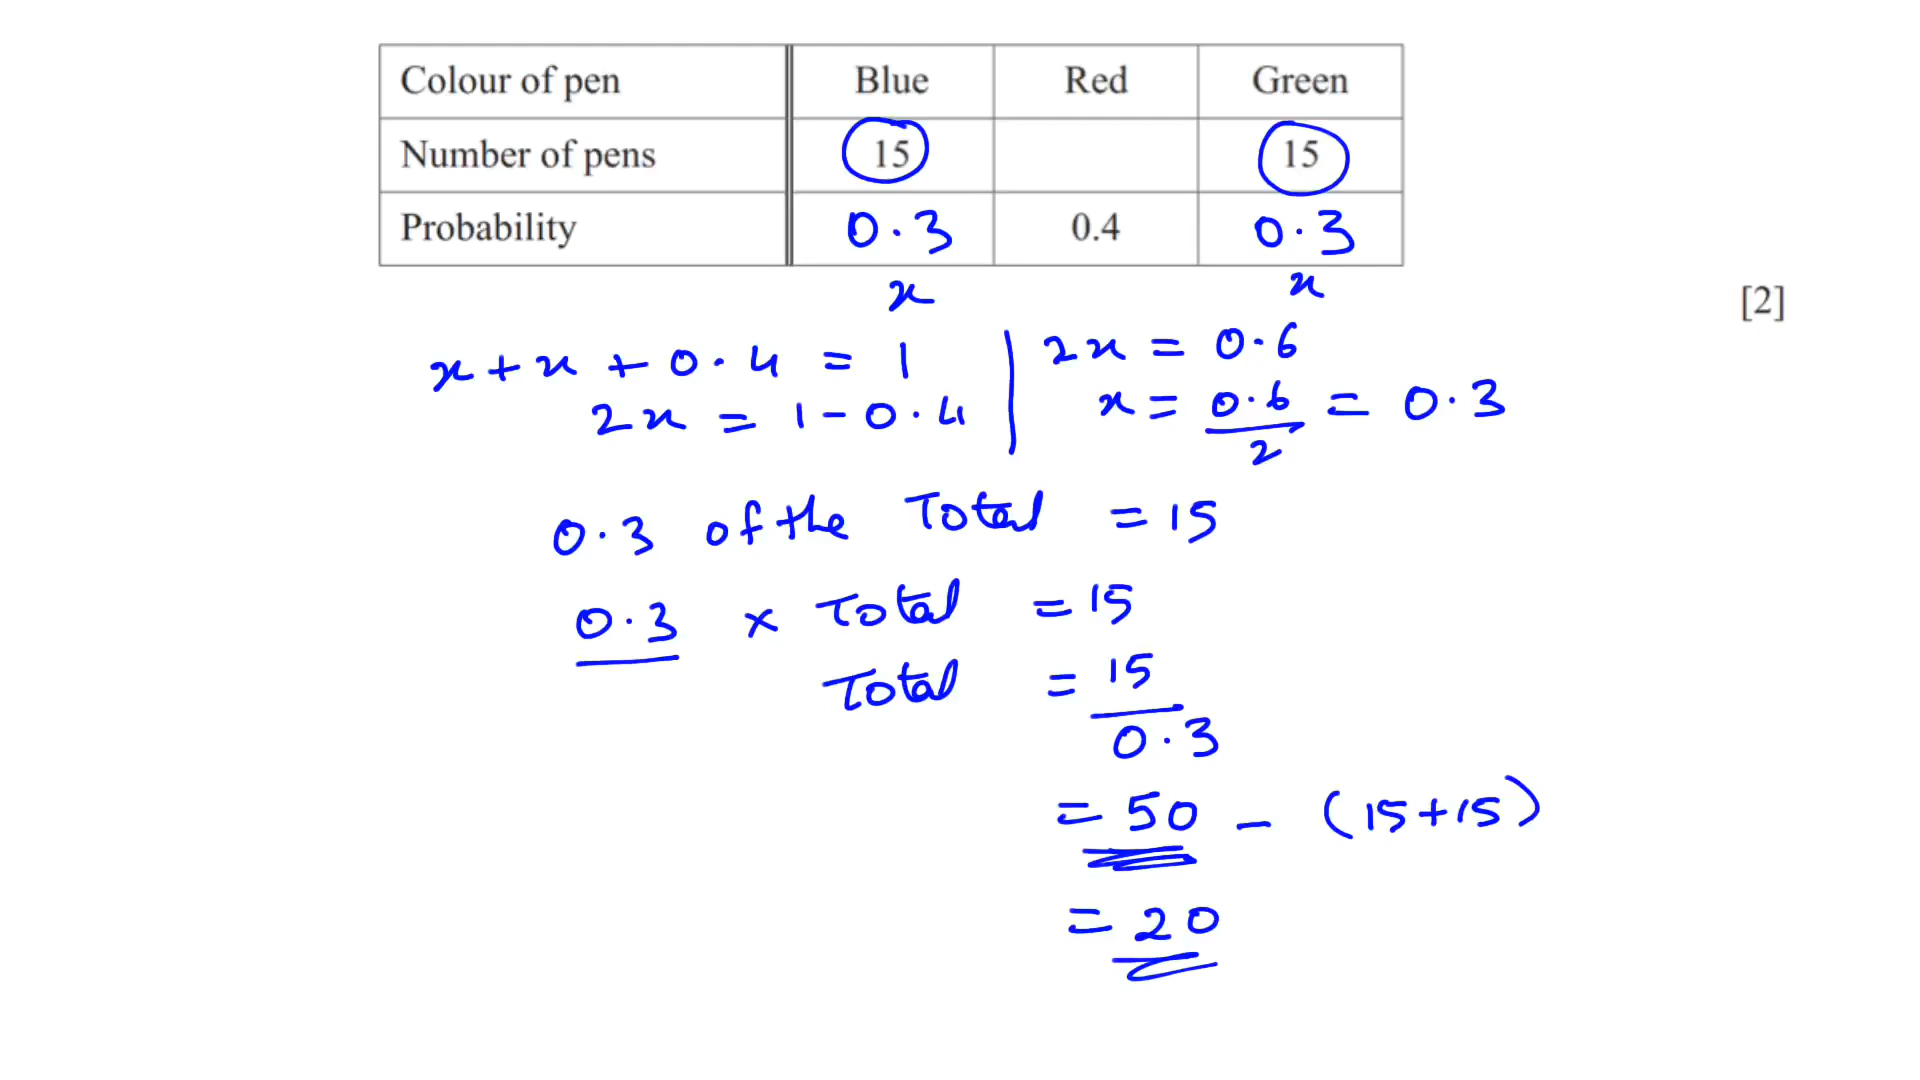 Colour of pen Blue Red Green
Number of pens 15 15
Probability 0.3 0.4 0.3
x x
[2]
x + x + 0.4 = 1
2x = 1 - 0.4
2x = 0.6
x = 0.6/2 = 0.3
0.3 of the Total = 15
0.3 x Total = 15
Total = 15/0.3
= 50 - (15+15)
= 20